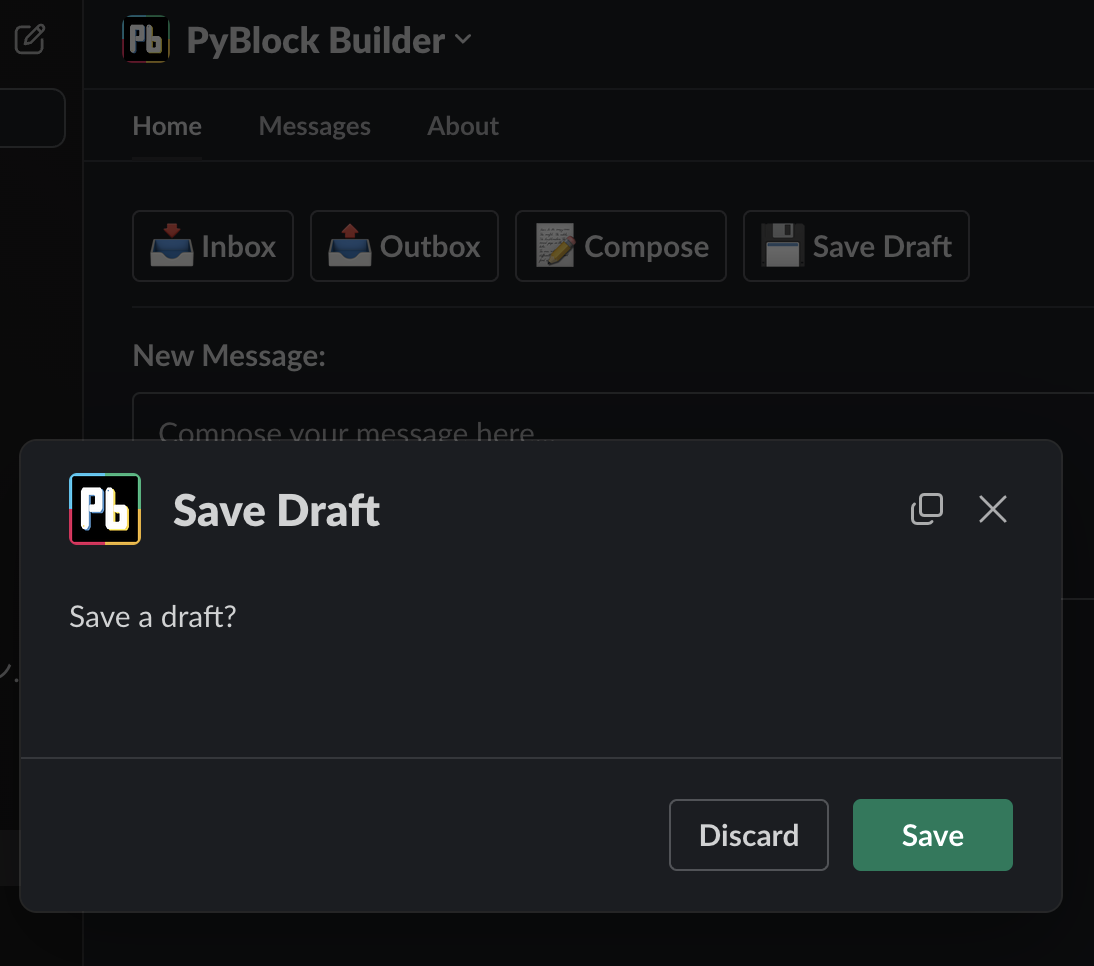 Pb PyBlock Builder
Home Messages About
Inbox Outbox Compose Save Draft
New Message:
Compose your message here...
Pb Save Draft
Save a draft?
Discard Save